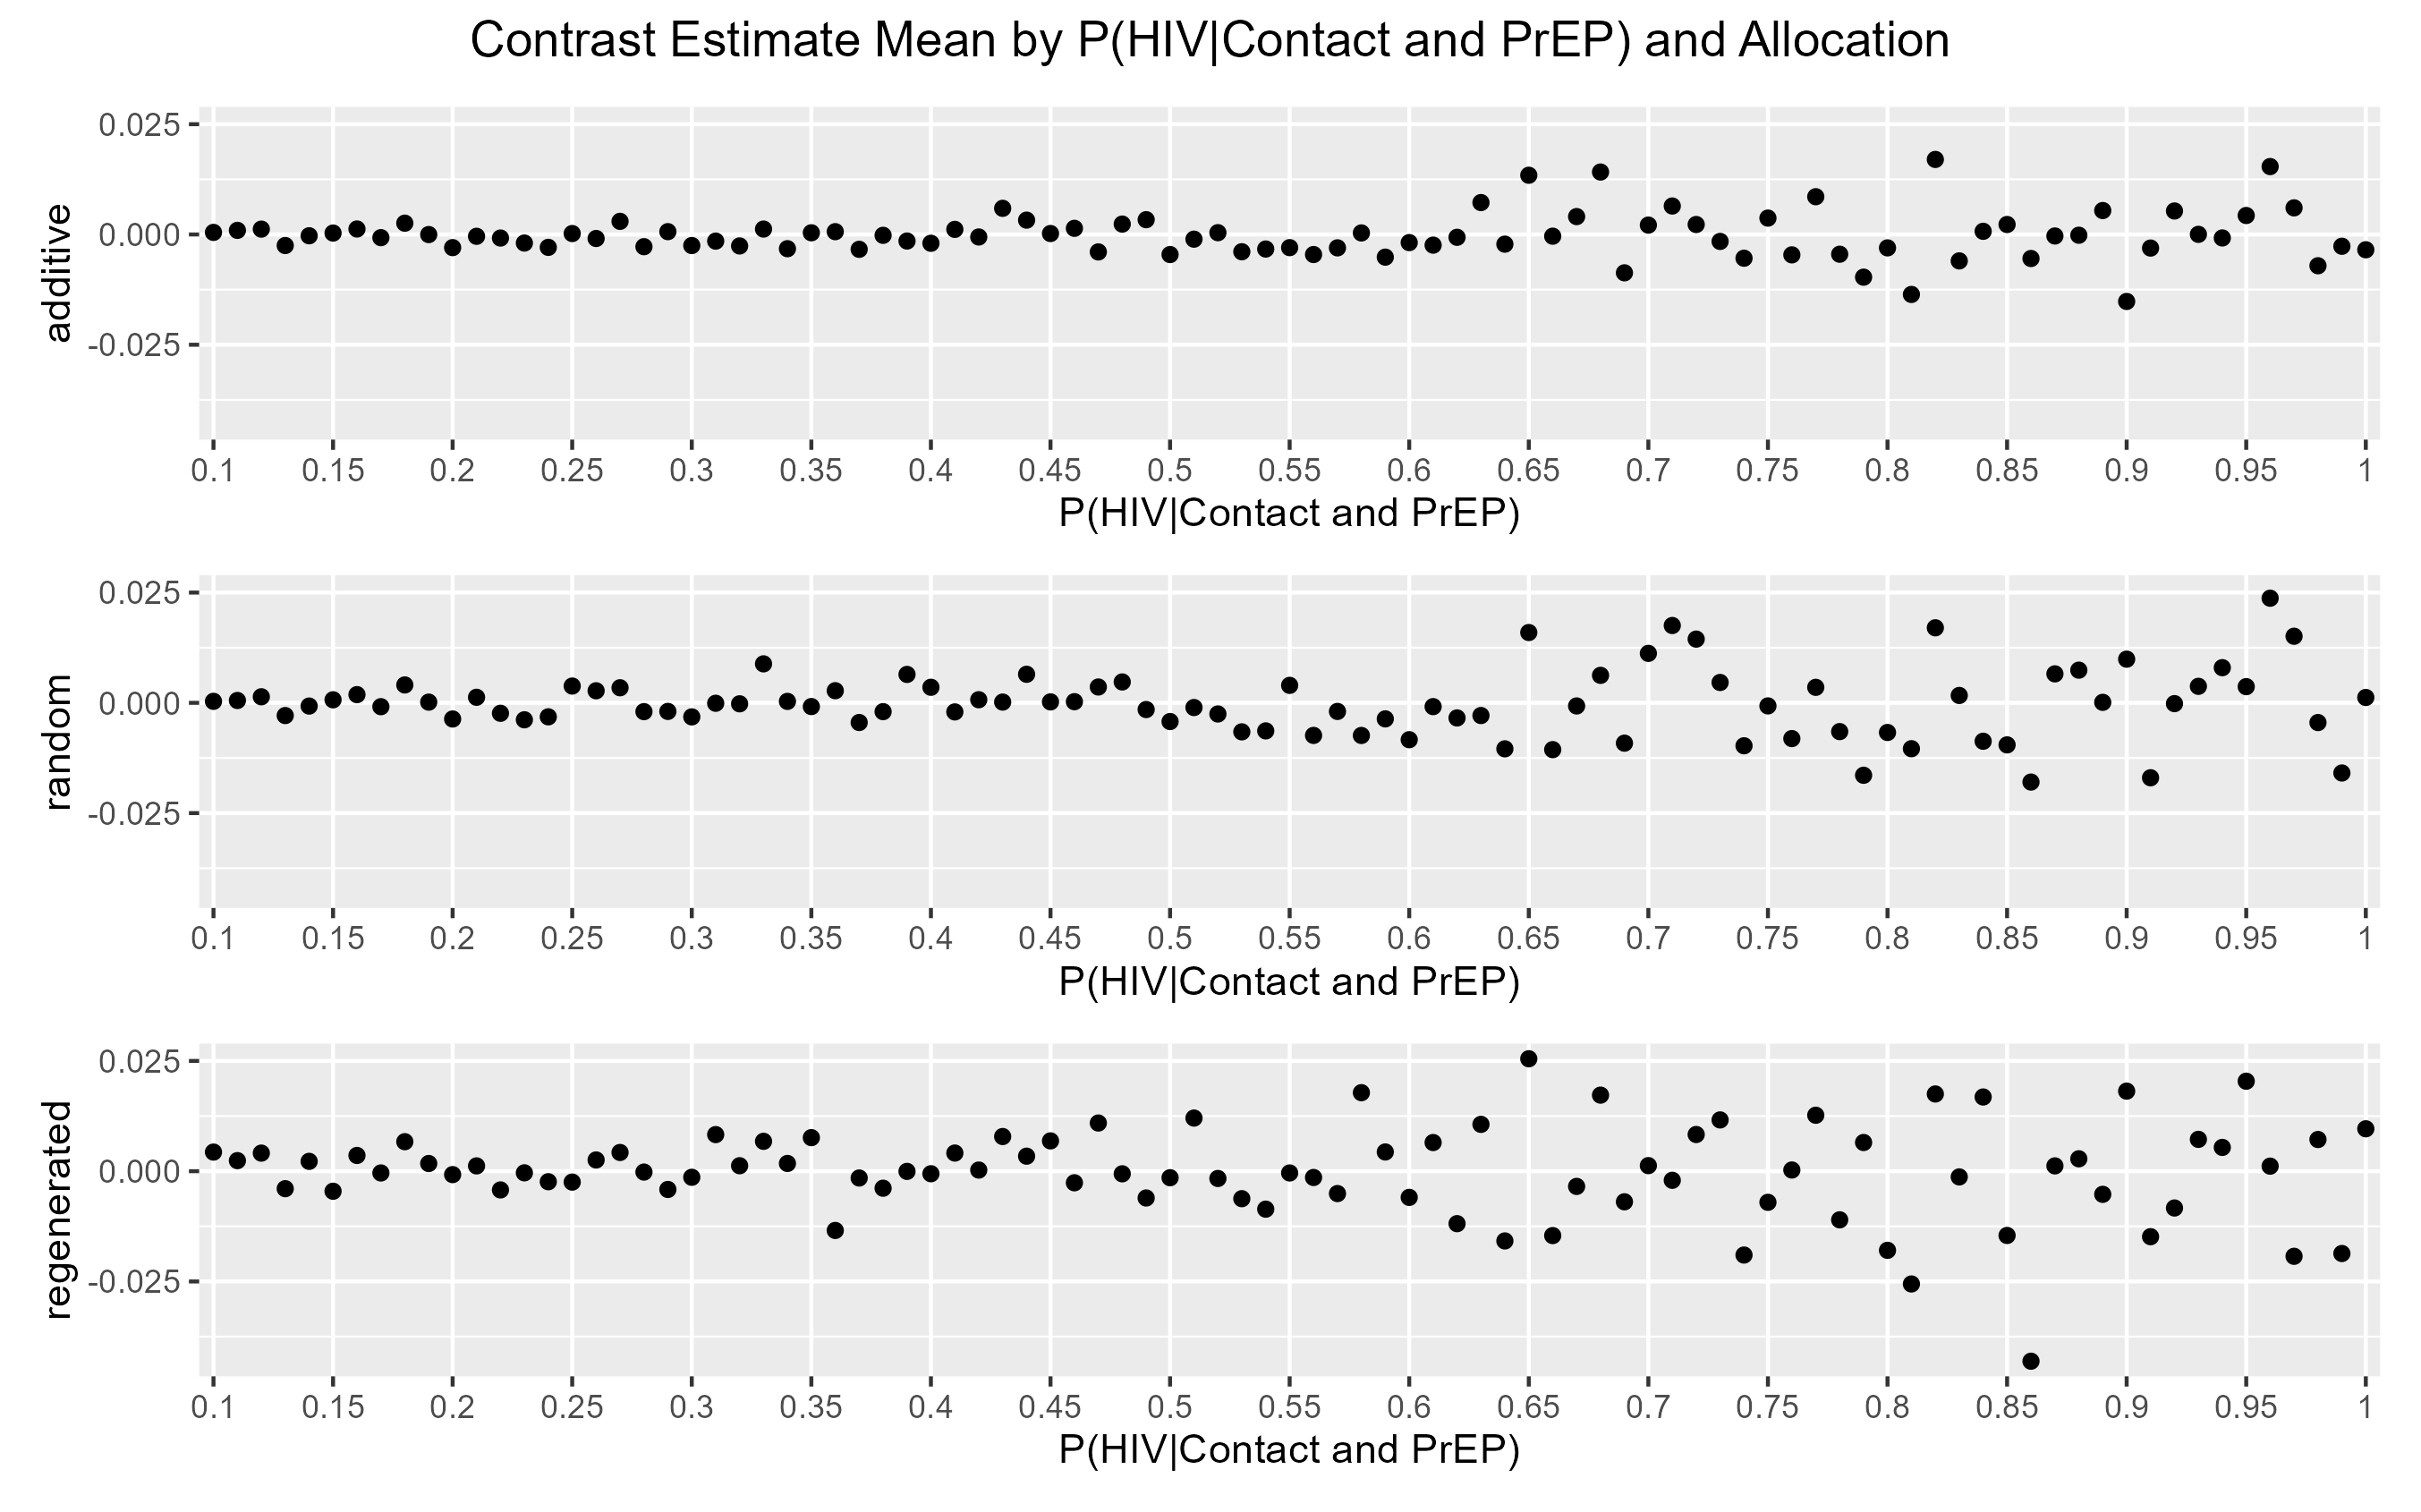 Contrast Estimate Mean by P(HIV|Contact and PrEP) and Allocation
additive
0.025
0.000
-0.025
0.1 0.15 0.2 0.25 0.3 0.35 0.4 0.45 0.5 0.55 0.6 0.65 0.7 0.75 0.8 0.85 0.9 0.95 1
P(HIV|Contact and PrEP)
random
0.025
0.000
-0.025
0.1 0.15 0.2 0.25 0.3 0.35 0.4 0.45 0.5 0.55 0.6 0.65 0.7 0.75 0.8 0.85 0.9 0.95 1
P(HIV|Contact and PrEP)
regenerated
0.025
0.000
-0.025
0.1 0.15 0.2 0.25 0.3 0.35 0.4 0.45 0.5 0.55 0.6 0.65 0.7 0.75 0.8 0.85 0.9 0.95 1
P(HIV|Contact and PrEP)